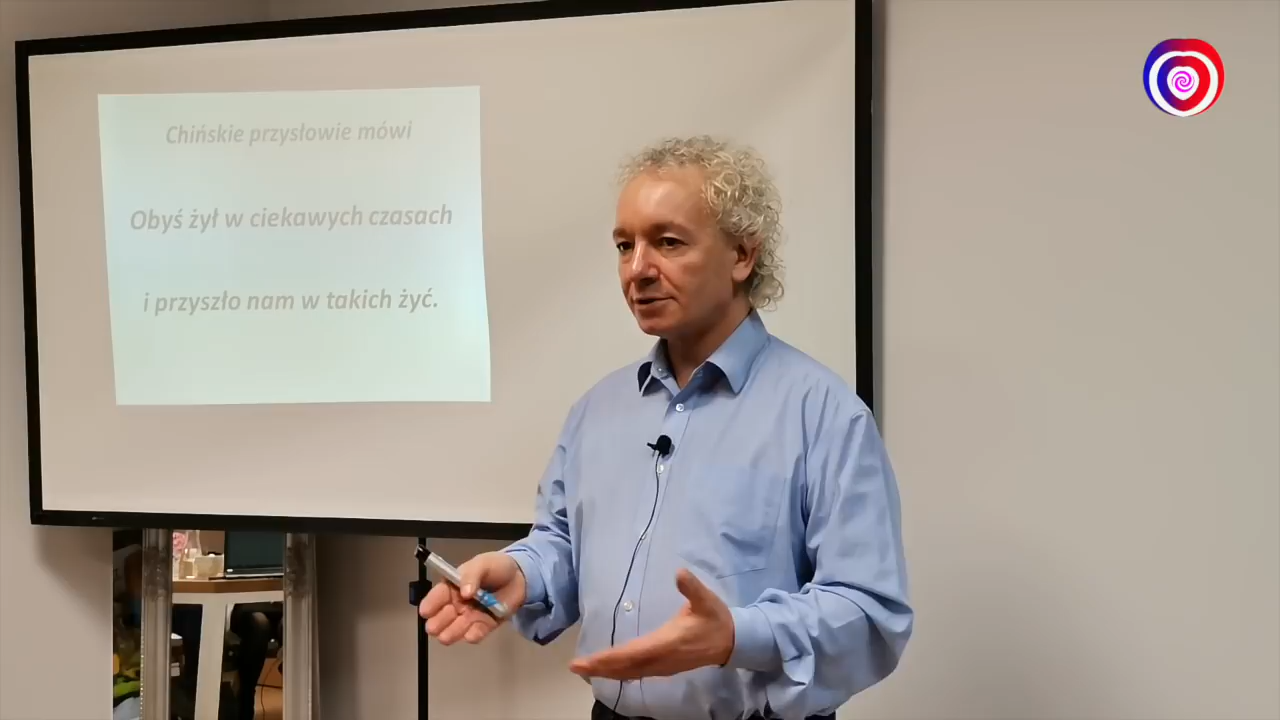 Chińskie przysłowie mówi
Obyś żył w ciekawych czasach
i przyszło nam w takich żyć.